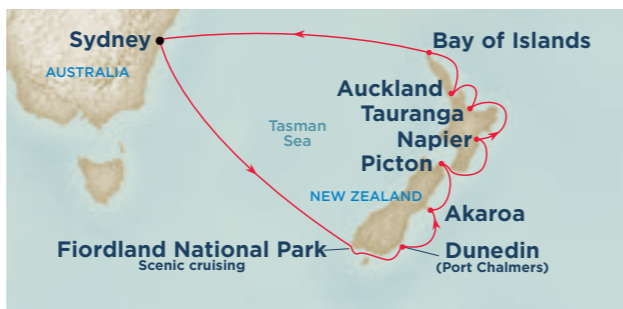 Sydney
Bay of Islands
AUSTRALIA
Auckland
Tauranga
Tasman
Sea
Napier
Picton
NEW ZEALAND
Akaroa
Fiordland National Park
Scenic cruising
Dunedin
(Port Chalmers)